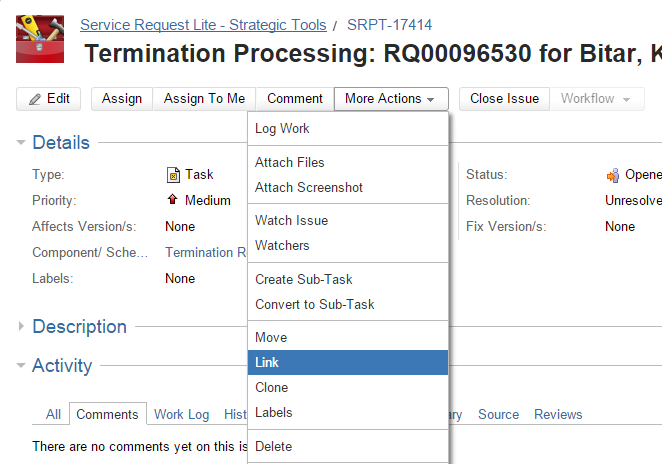 Service Request Lite - Strategic Tools / SRPT-17414
Termination Processing: RQ00096530 for Bitar, K
Edit Assign Assign To Me Comment More Actions Close Issue Workflow
Log Work
Attach Files
Attach Screenshot
Watch Issue
Watchers
Create Sub-Task
Convert to Sub-Task
Move
Link
Clone
Labels
Delete
Details
Type: Task
Priority: Medium
Affects Version/s: None
Component/ Sche... Termination R
Labels: None
Status: Opene
Resolution: Unresolve
Fix Version/s: None
Description
Activity
All Comments Work Log Hist ary Source Reviews
There are no comments yet on this is